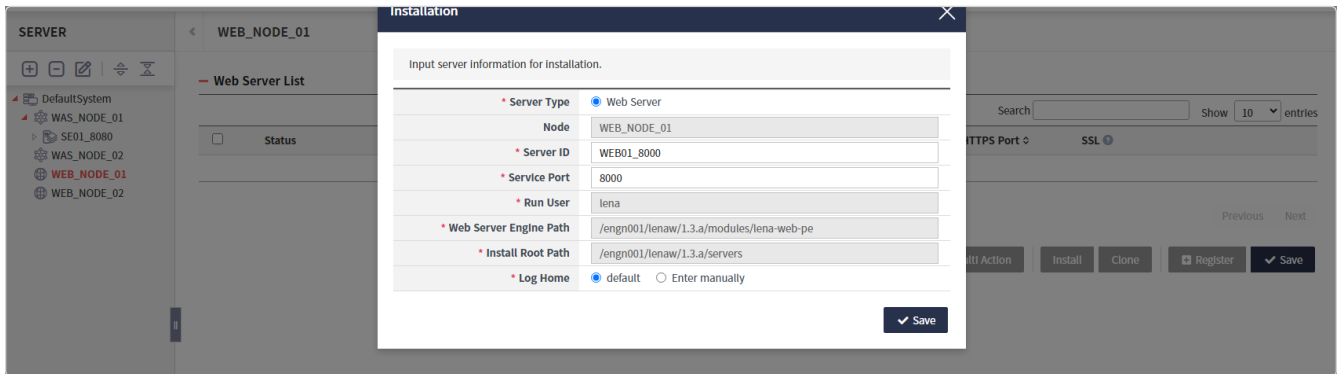 SERVER
WEB_NODE_01
DefaultSystem
WAS_NODE_01
SE01_8080
WAS_NODE_02
WEB_NODE_01
WEB_NODE_02
Web Server List
Search
Show 10 entries
Status
HTTPS Port
SSL
Previous Next
Action Install Clone Register Save
Installation
Input server information for installation.
* Server Type Web Server
Node WEB_NODE_01
* Server ID WEB01_8000
* Service Port 8000
* Run User lena
* Web Server Engine Path /engn001/lenaw/1.3.a/modules/lena-web-pe
* Install Root Path /engn001/lenaw/1.3.a/servers
* Log Home default Enter manually
Save